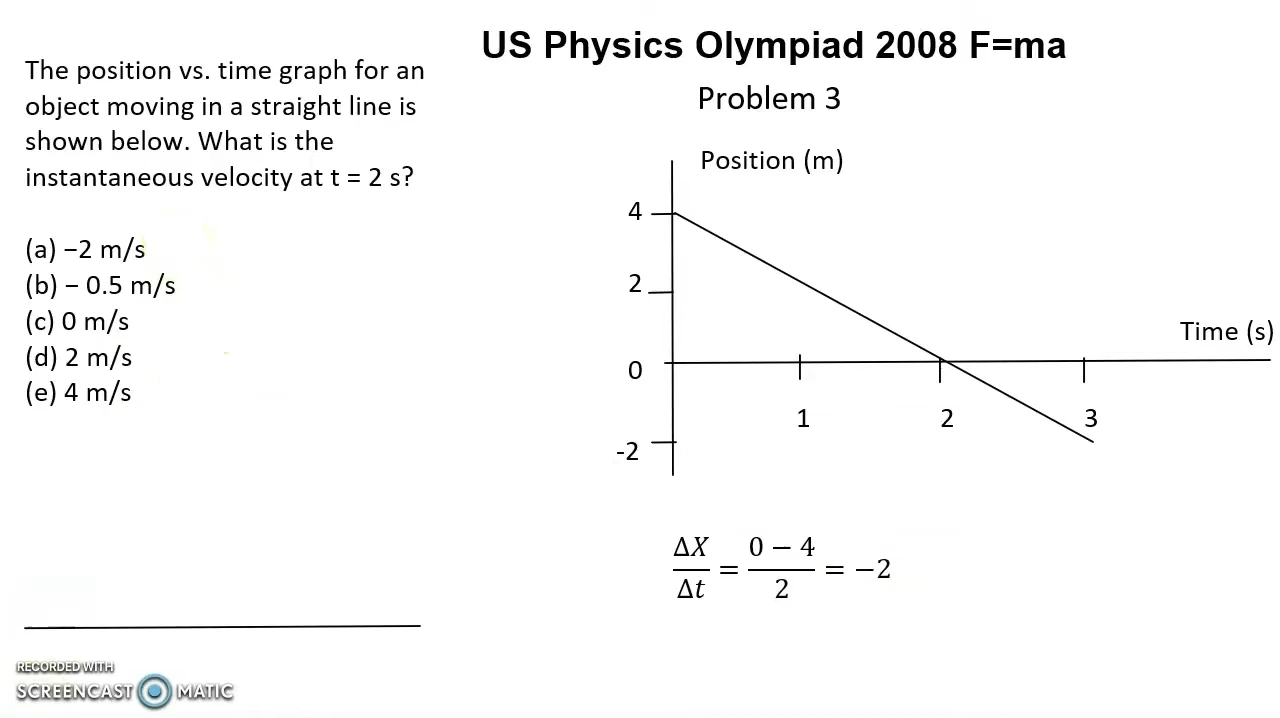 US Physics Olympiad 2008 F=ma
Problem 3
The position vs. time graph for an
object moving in a straight line is
shown below. What is the
instantaneous velocity at t = 2 s?
(a) −2 m/s
(b) − 0.5 m/s
(c) 0 m/s
(d) 2 m/s
(e) 4 m/s
Position (m)
4
2
0
-2
Time (s)
1 2 3
ΔX/Δt = (0 − 4)/2 = −2
RECORDED WITH
SCREENCAST MATIC